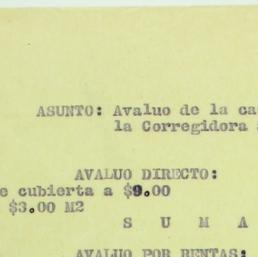 ASUNTO: Avaluo de la ca
la Corregidora
AVALUO DIRECTO:
e cubierta a $9.00
$3.00 M2
S U M A
AVALUO POR RENTAS: